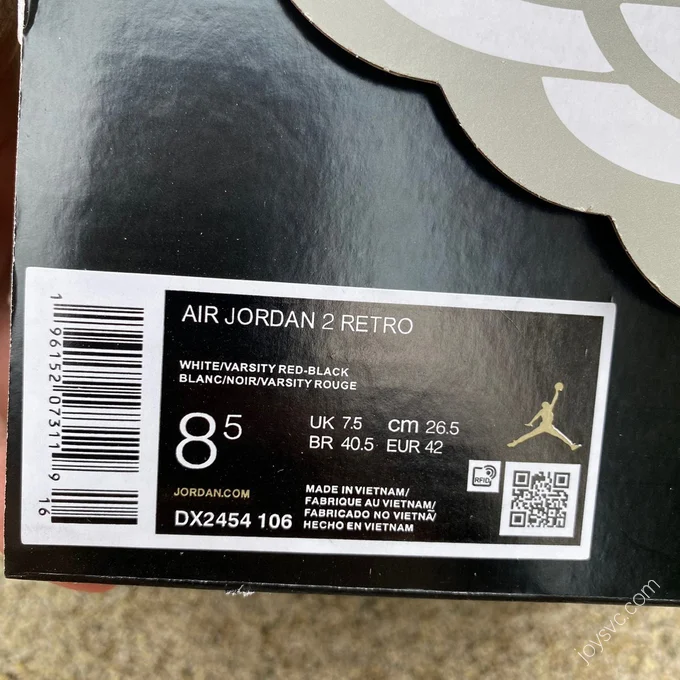 AIR JORDAN 2 RETRO
WHITE/VARSITY RED-BLACK
BLANC/NOIR/VARSITY ROUGE
8 5
UK 7.5 cm 26.5
BR 40.5 EUR 42
JORDAN.COM
DX2454 106
MADE IN VIETNAM/
FABRIQUE AU VIETNAM/
FABRICADO NO VIETNÃ/
HECHO EN VIETNAM
RFID
1 96152 07311 9 16
joysvc.com